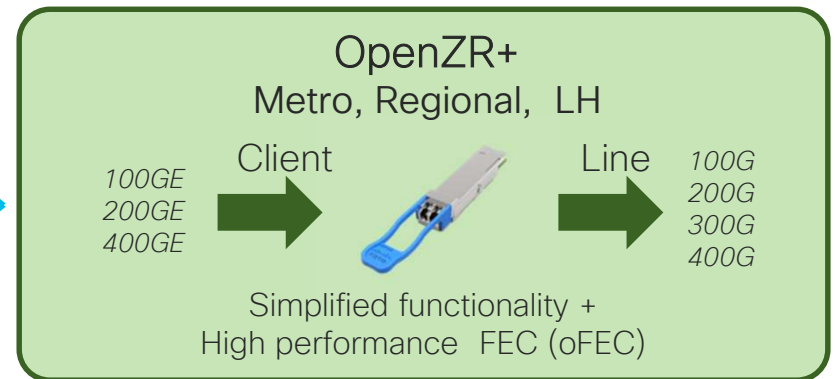 OpenZR+
Metro, Regional, LH
Client
Line
100GE
200GE
400GE
100G
200G
300G
400G
Simplified functionality +
High performance FEC (oFEC)